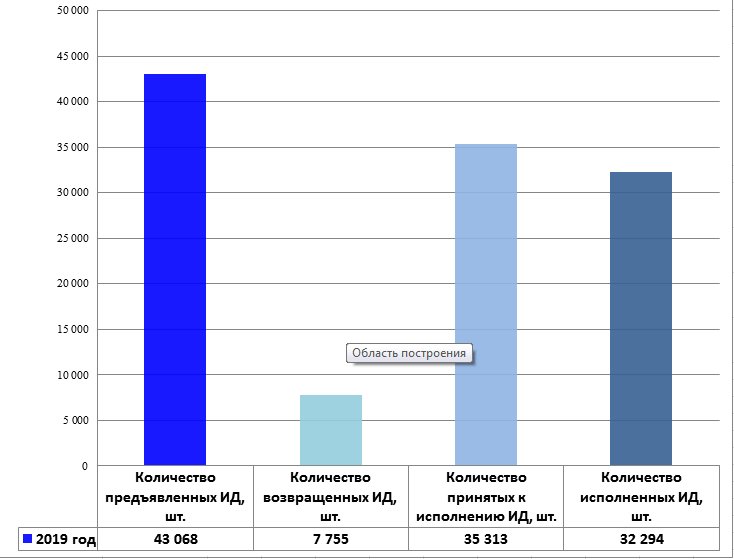 50 000
45 000
40 000
35 000
30 000
25 000
20 000
15 000
Область построения
10 000
5 000
0
Количество предъявленных ИД, шт.
Количество возвращенных ИД, шт.
Количество принятых к исполнению ИД, шт.
Количество исполненных ИД, шт.
2019 год 43 068 7 755 35 313 32 294